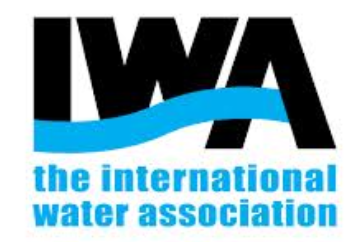 IWA
the international
water association